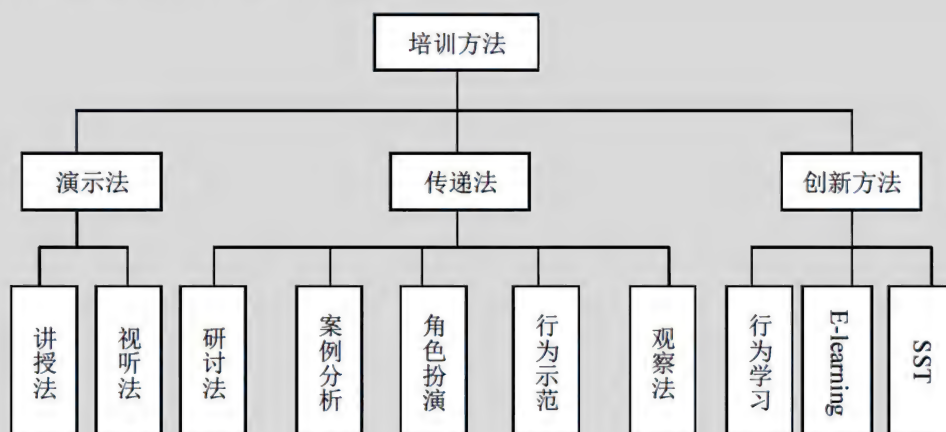 培训方法
演示法
传递法
创新方法
讲授法
视听法
研讨法
案例分析
角色扮演
行为示范
观察法
行为学习
E-learning
SST